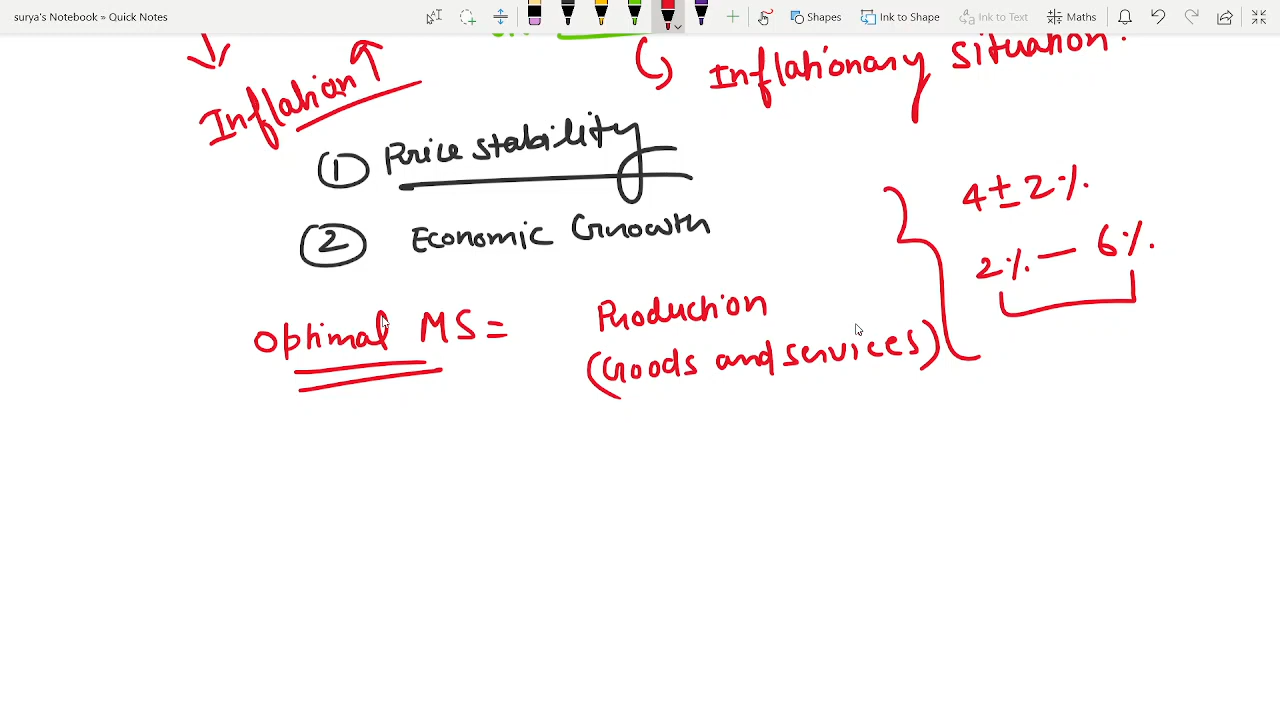 surya's Notebook » Quick Notes
Shapes
Ink to Shape
Ink to Text
Maths
Inflation
Inflationary situation.
1 Price stability
2 Economic Growth
4 ± 2%
2% — 6%
Optimal MS =
Production
(Goods and services)